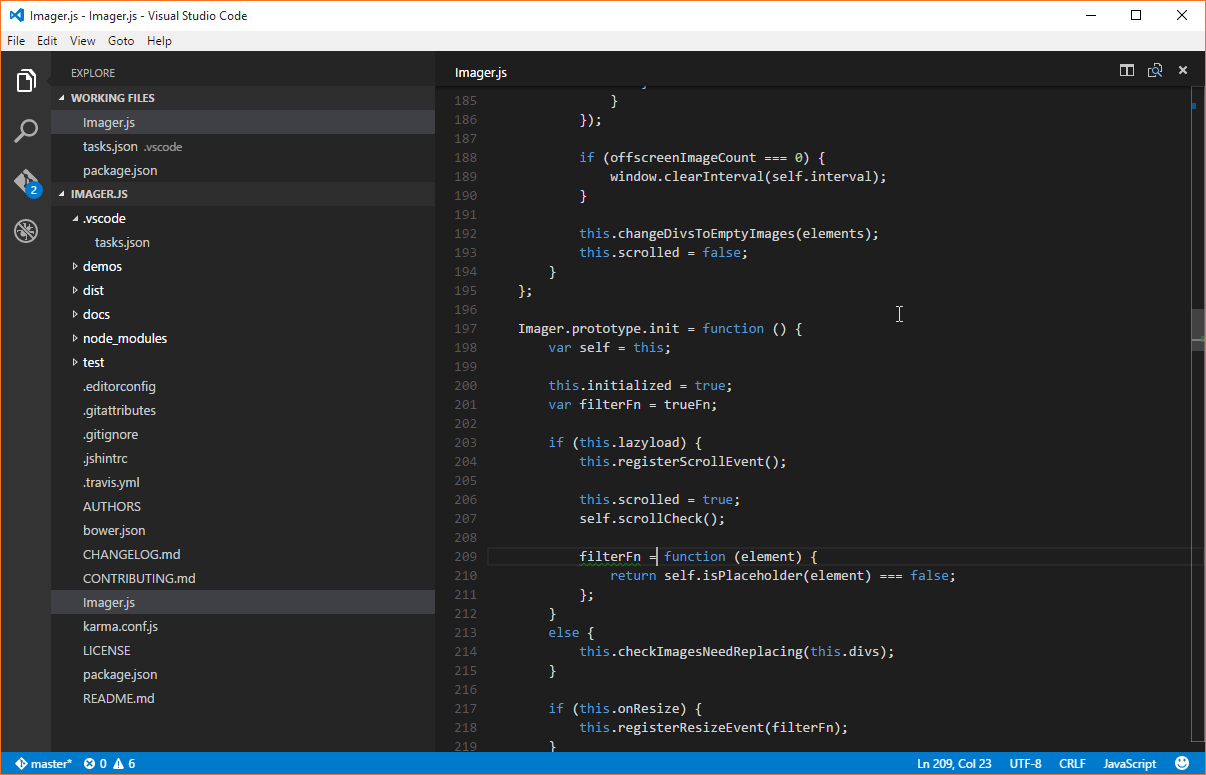 Imager.js - Imager.js - Visual Studio Code
File Edit View Goto Help
EXPLORE
WORKING FILES
Imager.js
tasks.json .vscode
package.json
2
IMAGER.JS
.vscode
tasks.json
demos
dist
docs
node_modules
test
.editorconfig
.gitattributes
.gitignore
.jshintrc
.travis.yml
AUTHORS
bower.json
CHANGELOG.md
CONTRIBUTING.md
Imager.js
karma.conf.js
LICENSE
package.json
README.md
Imager.js
185 }
186 });
187
188 if (offscreenImageCount === 0) {
189 window.clearInterval(self.interval);
190 }
191
192 this.changeDivsToEmptyImages(elements);
193 this.scrolled = false;
194 }
195 };
196
197 Imager.prototype.init = function () {
198 var self = this;
199
200 this.initialized = true;
201 var filterFn = trueFn;
202
203 if (this.lazyload) {
204 this.registerScrollEvent();
205
206 this.scrolled = true;
207 self.scrollCheck();
208
209 filterFn = function (element) {
210 return self.isPlaceholder(element) === false;
211 };
212 }
213 else {
214 this.checkImagesNeedReplacing(this.divs);
215 }
216
217 if (this.onResize) {
218 this.registerResizeEvent(filterFn);
219 }
master* 0 6 Ln 209, Col 23 UTF-8 CRLF JavaScript